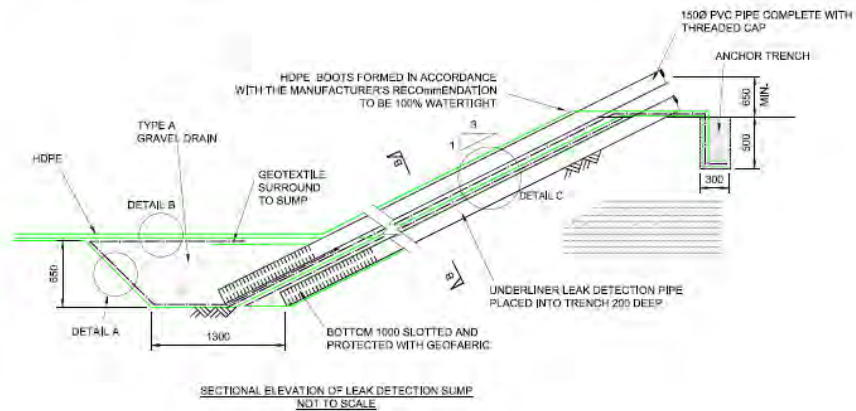 150Ø PVC PIPE COMPLETE WITH
THREADED CAP
ANCHOR TRENCH
HDPE BOOTS FORMED IN ACCORDANCE
WITH THE MANUFACTURER'S RECOmmENDATION
TO BE 100% WATERTIGHT
650
MIN.
500
300
TYPE A
GRAVEL DRAIN
3
1
B
HDPE
GEOTEXTILE
SURROUND
TO SUMP
DETAIL B
DETAIL C
650
B
UNDERLINER LEAK DETECTION PIPE
PLACED INTO TRENCH 200 DEEP
DETAIL A
1300
BOTTOM 1000 SLOTTED AND
PROTECTED WITH GEOFABRIC
SECTIONAL ELEVATION OF LEAK DETECTION SUMP
NOT TO SCALE